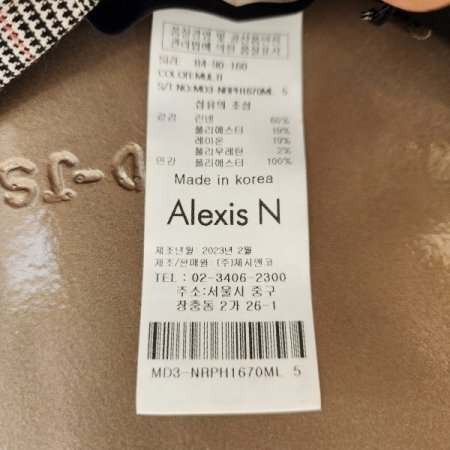 품질경영 및 공산품안전
관리법에 의한 품질표시
SIZE : 84-90-160
COLOR:MULTI
S/T NO:MD3-NRPH1670ML 5
섬유의 조성
겉감 린넨 60%
폴리에스터 19%
레이온 19%
폴리우레탄 2%
안감 폴리에스터 100%
Made in korea
Alexis N
제조년월: 2023년 2월
제조/판매원: (주)제시앤코
TEL : 02-3406-2300
주소:서울시 중구
장충동 2가 26-1
MD3-NRPH1670ML 5